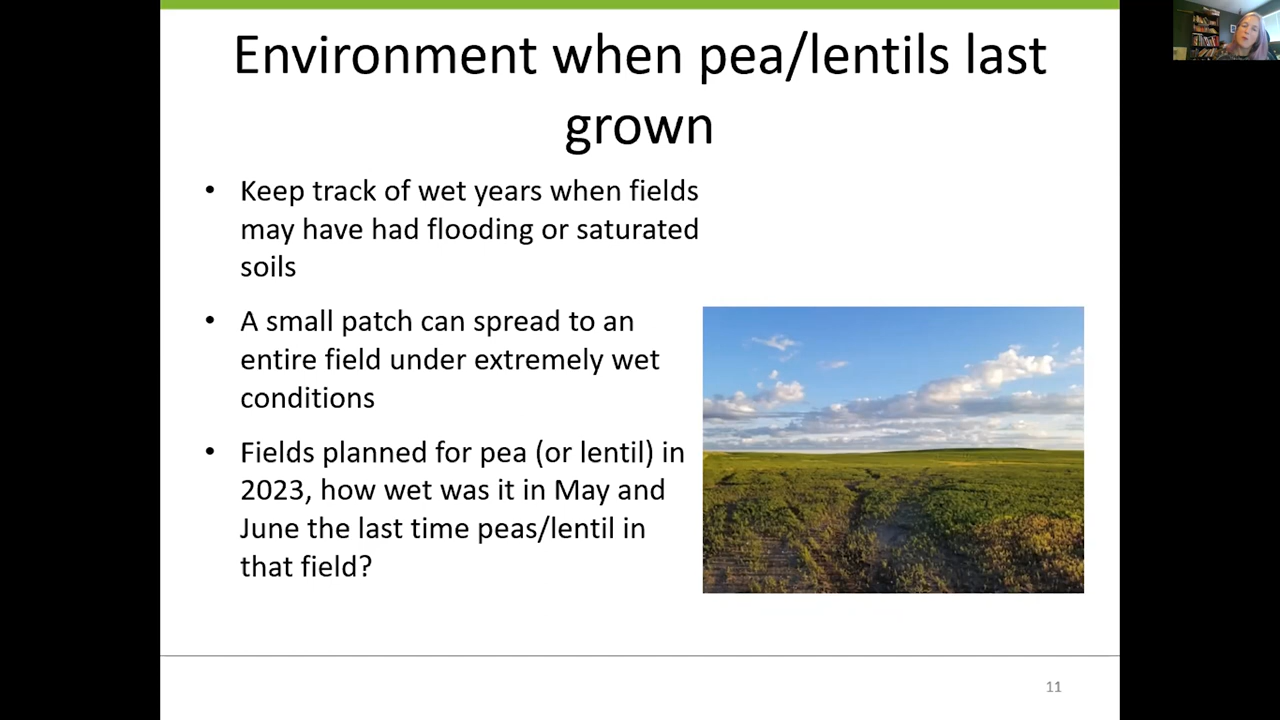 Environment when pea/lentils last
grown
• Keep track of wet years when fields
may have had flooding or saturated
soils
• A small patch can spread to an
entire field under extremely wet
conditions
• Fields planned for pea (or lentil) in
2023, how wet was it in May and
June the last time peas/lentil in
that field?
11